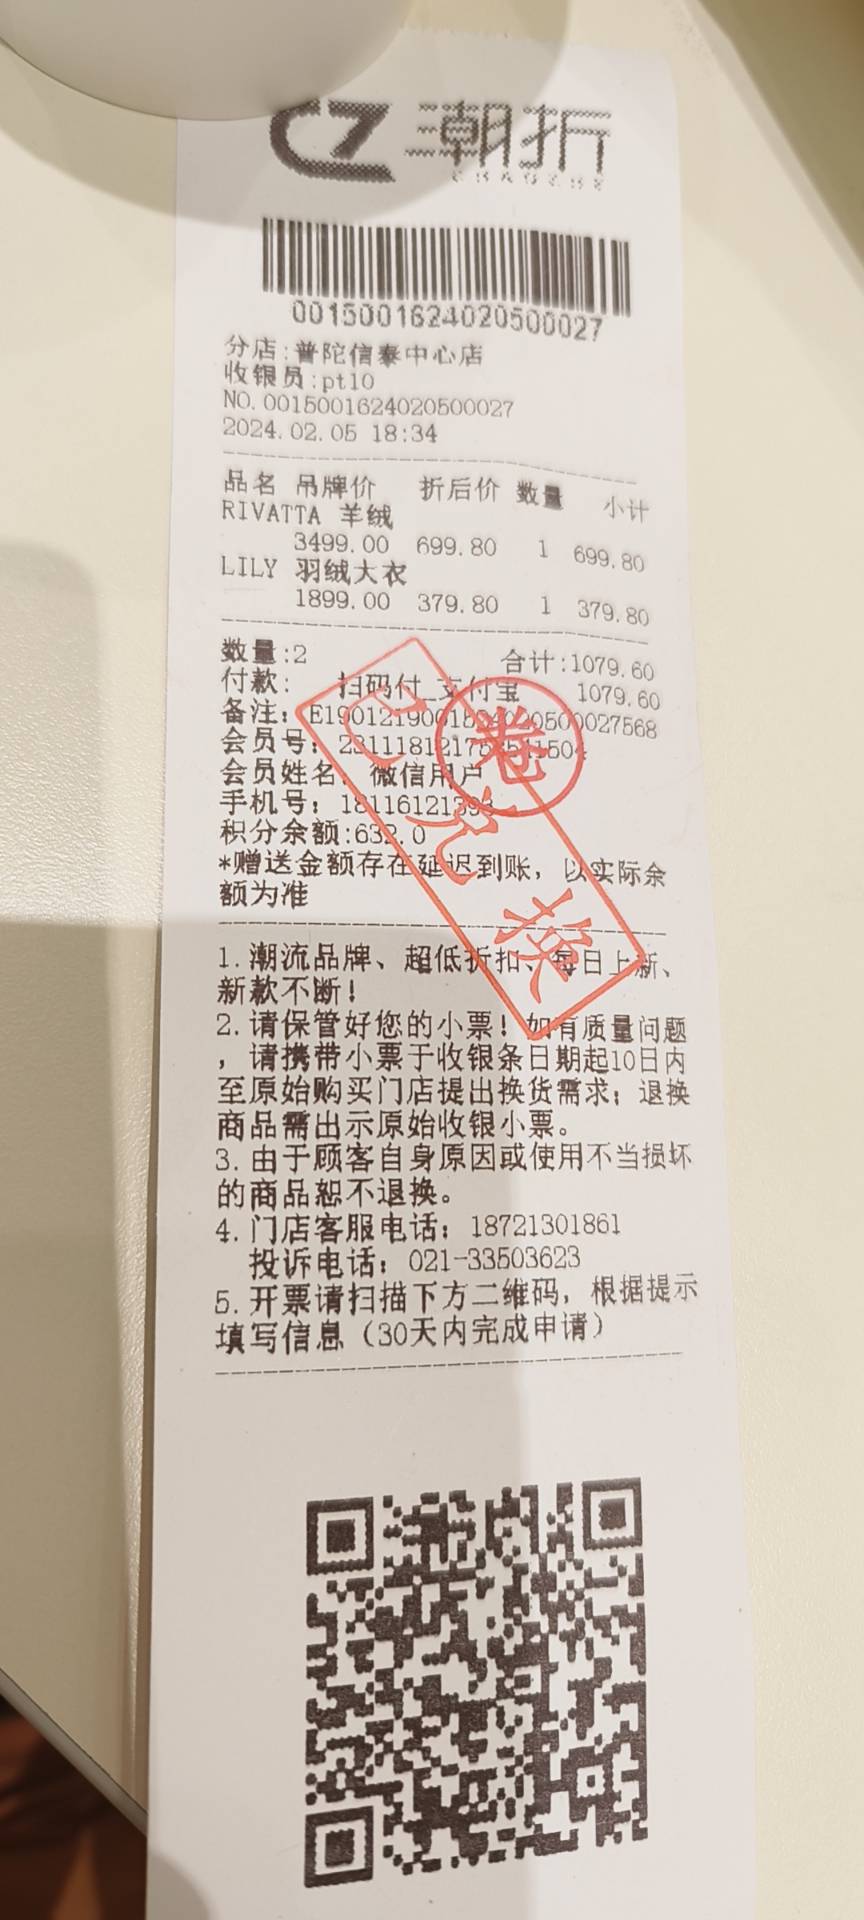 CZ 潮折
CHAOZHE
0015001624020500027
分店:普陀信泰中心店
收银员:pt10
NO.0015001624020500027
2024.02.05 18:34
品名 吊牌价 折后价 数量 小计
RIVATTA 羊绒
3499.00 699.80 1 699.80
LILY 羽绒大衣
1899.00 379.80 1 379.80
数量:2 合计:1079.60
付款: 扫码付_支付宝 1079.60
备注:
会员号:
会员姓名: 微信用户
手机号: 18116121393
积分余额:632.0
*赠送金额存在延迟到账，以实际余
额为准
卷
已兑换
1.潮流品牌、超低折扣、每日上新、
新款不断！
2.请保管好您的小票！如有质量问题
，请携带小票于收银条日期起10日内
至原始购买门店提出换货需求；退换
商品需出示原始收银小票。
3.由于顾客自身原因或使用不当损坏
的商品恕不退换。
4.门店客服电话：18721301861
投诉电话：021-33503623
5.开票请扫描下方二维码，根据提示
填写信息（30天内完成申请）